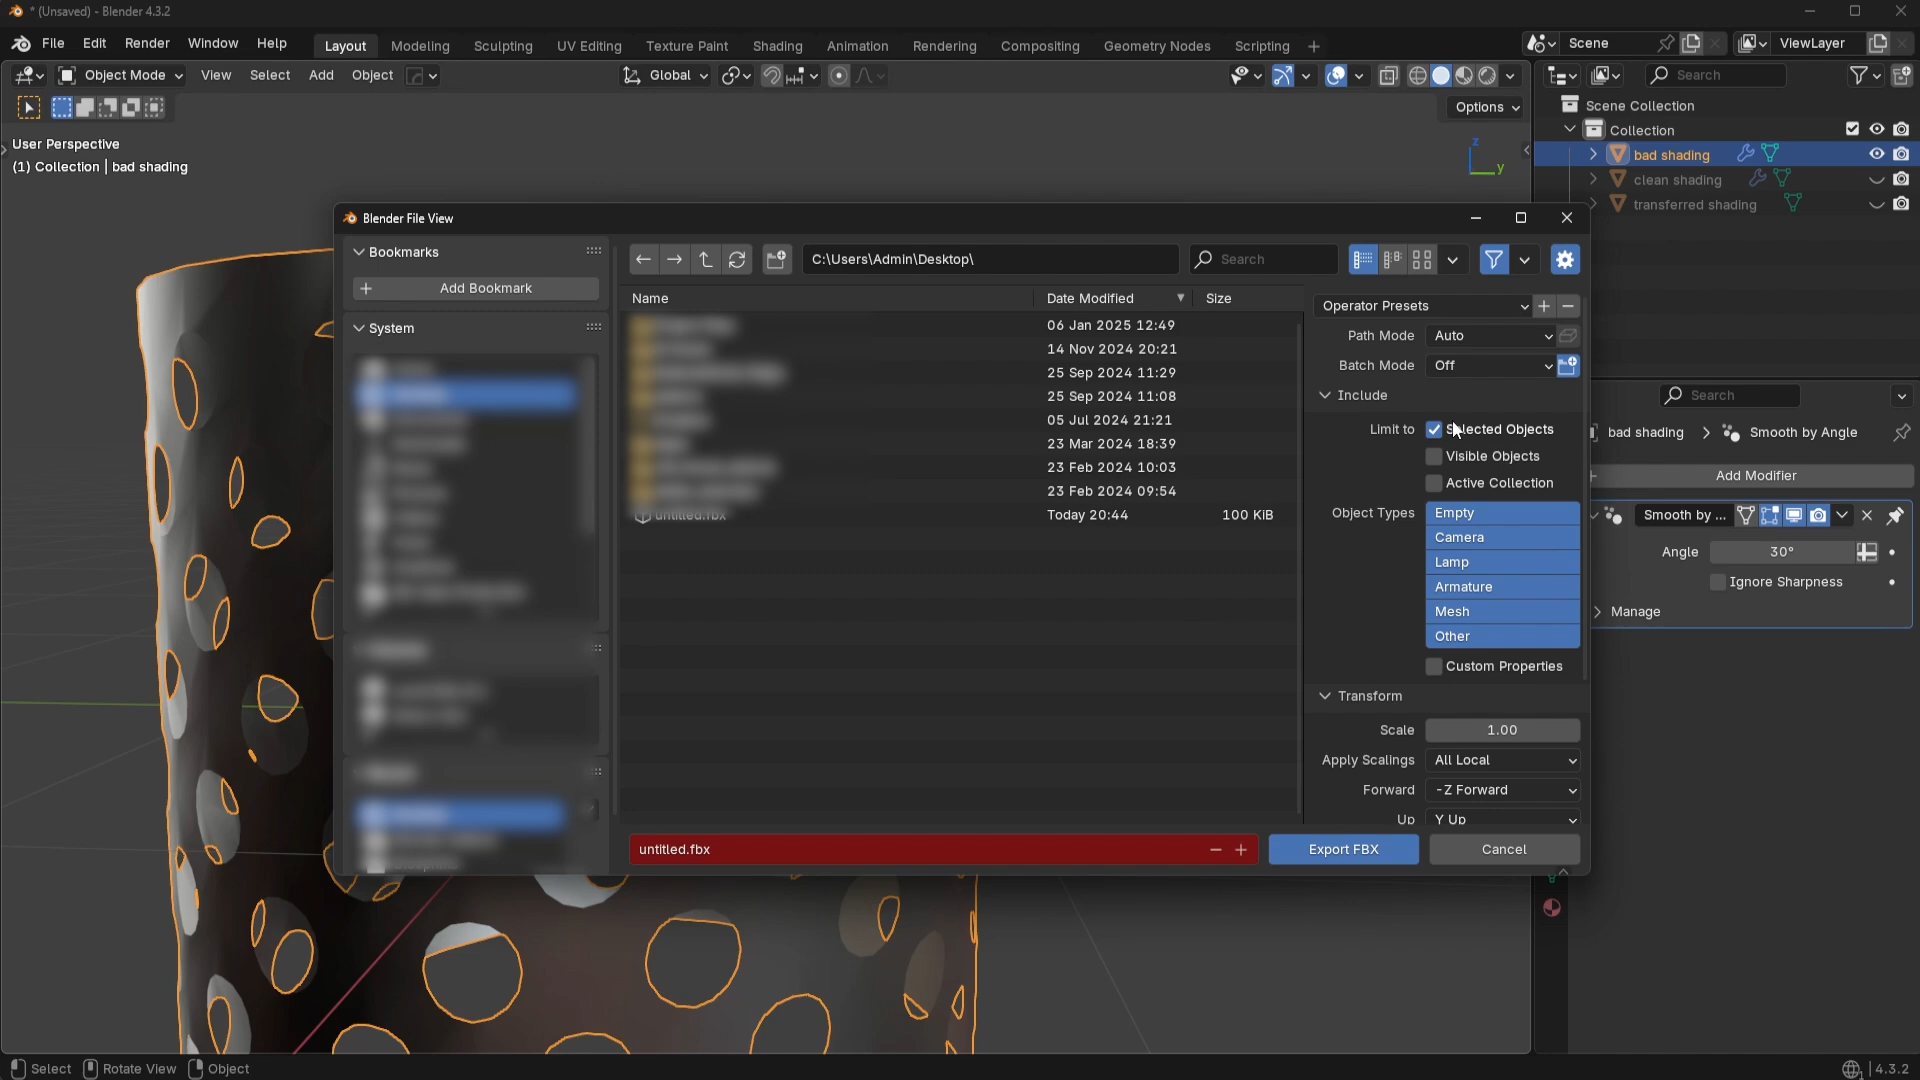 * (Unsaved) - Blender 4.3.2
File Edit Render Window Help Layout Modeling Sculpting UV Editing Texture Paint Shading Animation Rendering Compositing Geometry Nodes Scripting + Scene ViewLayer
Object Mode View Select Add Object Global Search
Options
User Perspective
(1) Collection | bad shading
Z
Y
Scene Collection
Collection
bad shading
clean shading
transferred shading
Blender File View
Bookmarks
Add Bookmark
System
C:\Users\Admin\Desktop\ Search
Name Date Modified Size
06 Jan 2025 12:49
14 Nov 2024 20:21
25 Sep 2024 11:29
25 Sep 2024 11:08
05 Jul 2024 21:21
23 Mar 2024 18:39
23 Feb 2024 10:03
23 Feb 2024 09:54
untitled.fbx Today 20:44 100 KiB
Operator Presets
Path Mode Auto
Batch Mode Off
Include
Limit to Selected Objects
Visible Objects
Active Collection
Object Types Empty
Camera
Lamp
Armature
Mesh
Other
Custom Properties
Transform
Scale 1.00
Apply Scalings All Local
Forward -Z Forward
Up Y Up
untitled.fbx Export FBX Cancel
Search
bad shading > Smooth by Angle
Add Modifier
Smooth by ...
Angle 30°
Ignore Sharpness
Manage
Select Rotate View Object 4.3.2